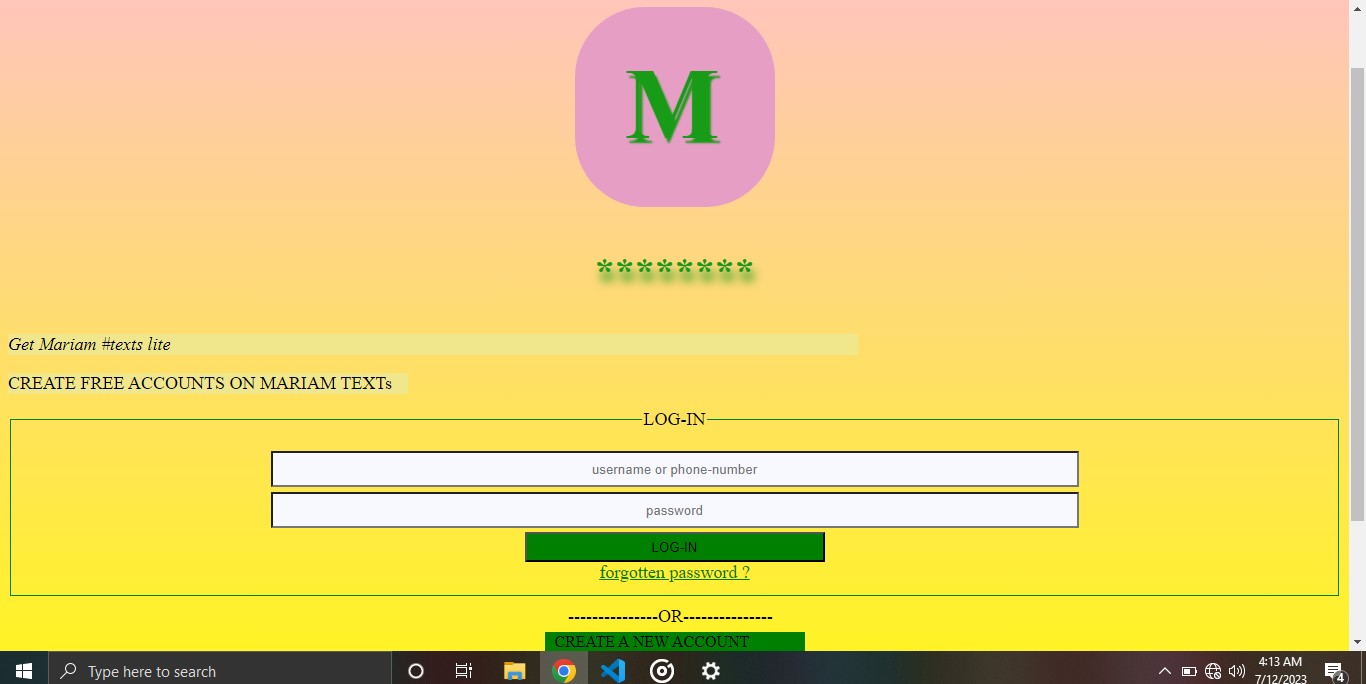 M
********
Get Mariam #texts lite
CREATE FREE ACCOUNTS ON MARIAM TEXTs
LOG-IN
username or phone-number
password
LOG-IN
forgotten password ?
---------------OR---------------
CREATE A NEW ACCOUNT
Type here to search
4:13 AM
7/12/2023
4